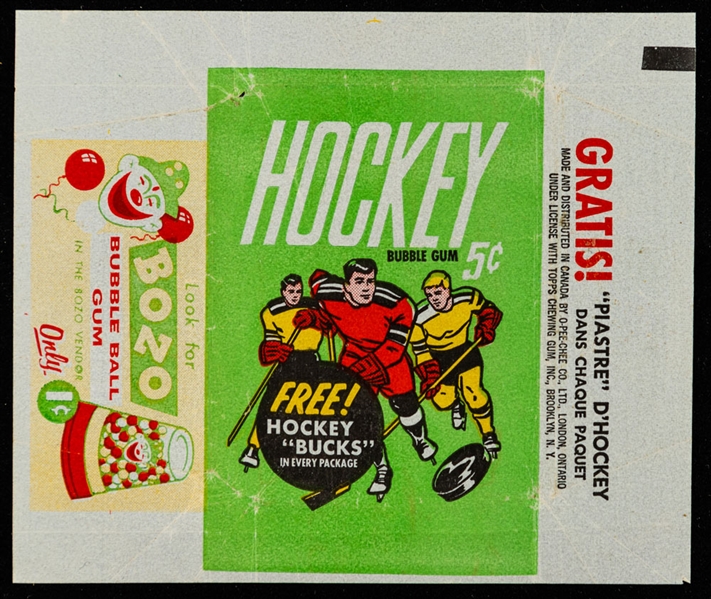 Look for
BOZO
BUBBLE BALL
GUM
IN THE BOZO VENDOR
Only
1¢
HOCKEY
BUBBLE GUM
5¢
FREE!
HOCKEY
"BUCKS"
IN EVERY PACKAGE
GRATIS!
"PIASTRE" D'HOCKEY
DANS CHAQUE PAQUET
MADE AND DISTRIBUTED IN CANADA BY O-PEE-CHEE CO., LTD., LONDON, ONTARIO
UNDER LICENSE WITH TOPPS CHEWING GUM, INC., BROOKLYN, N. Y.